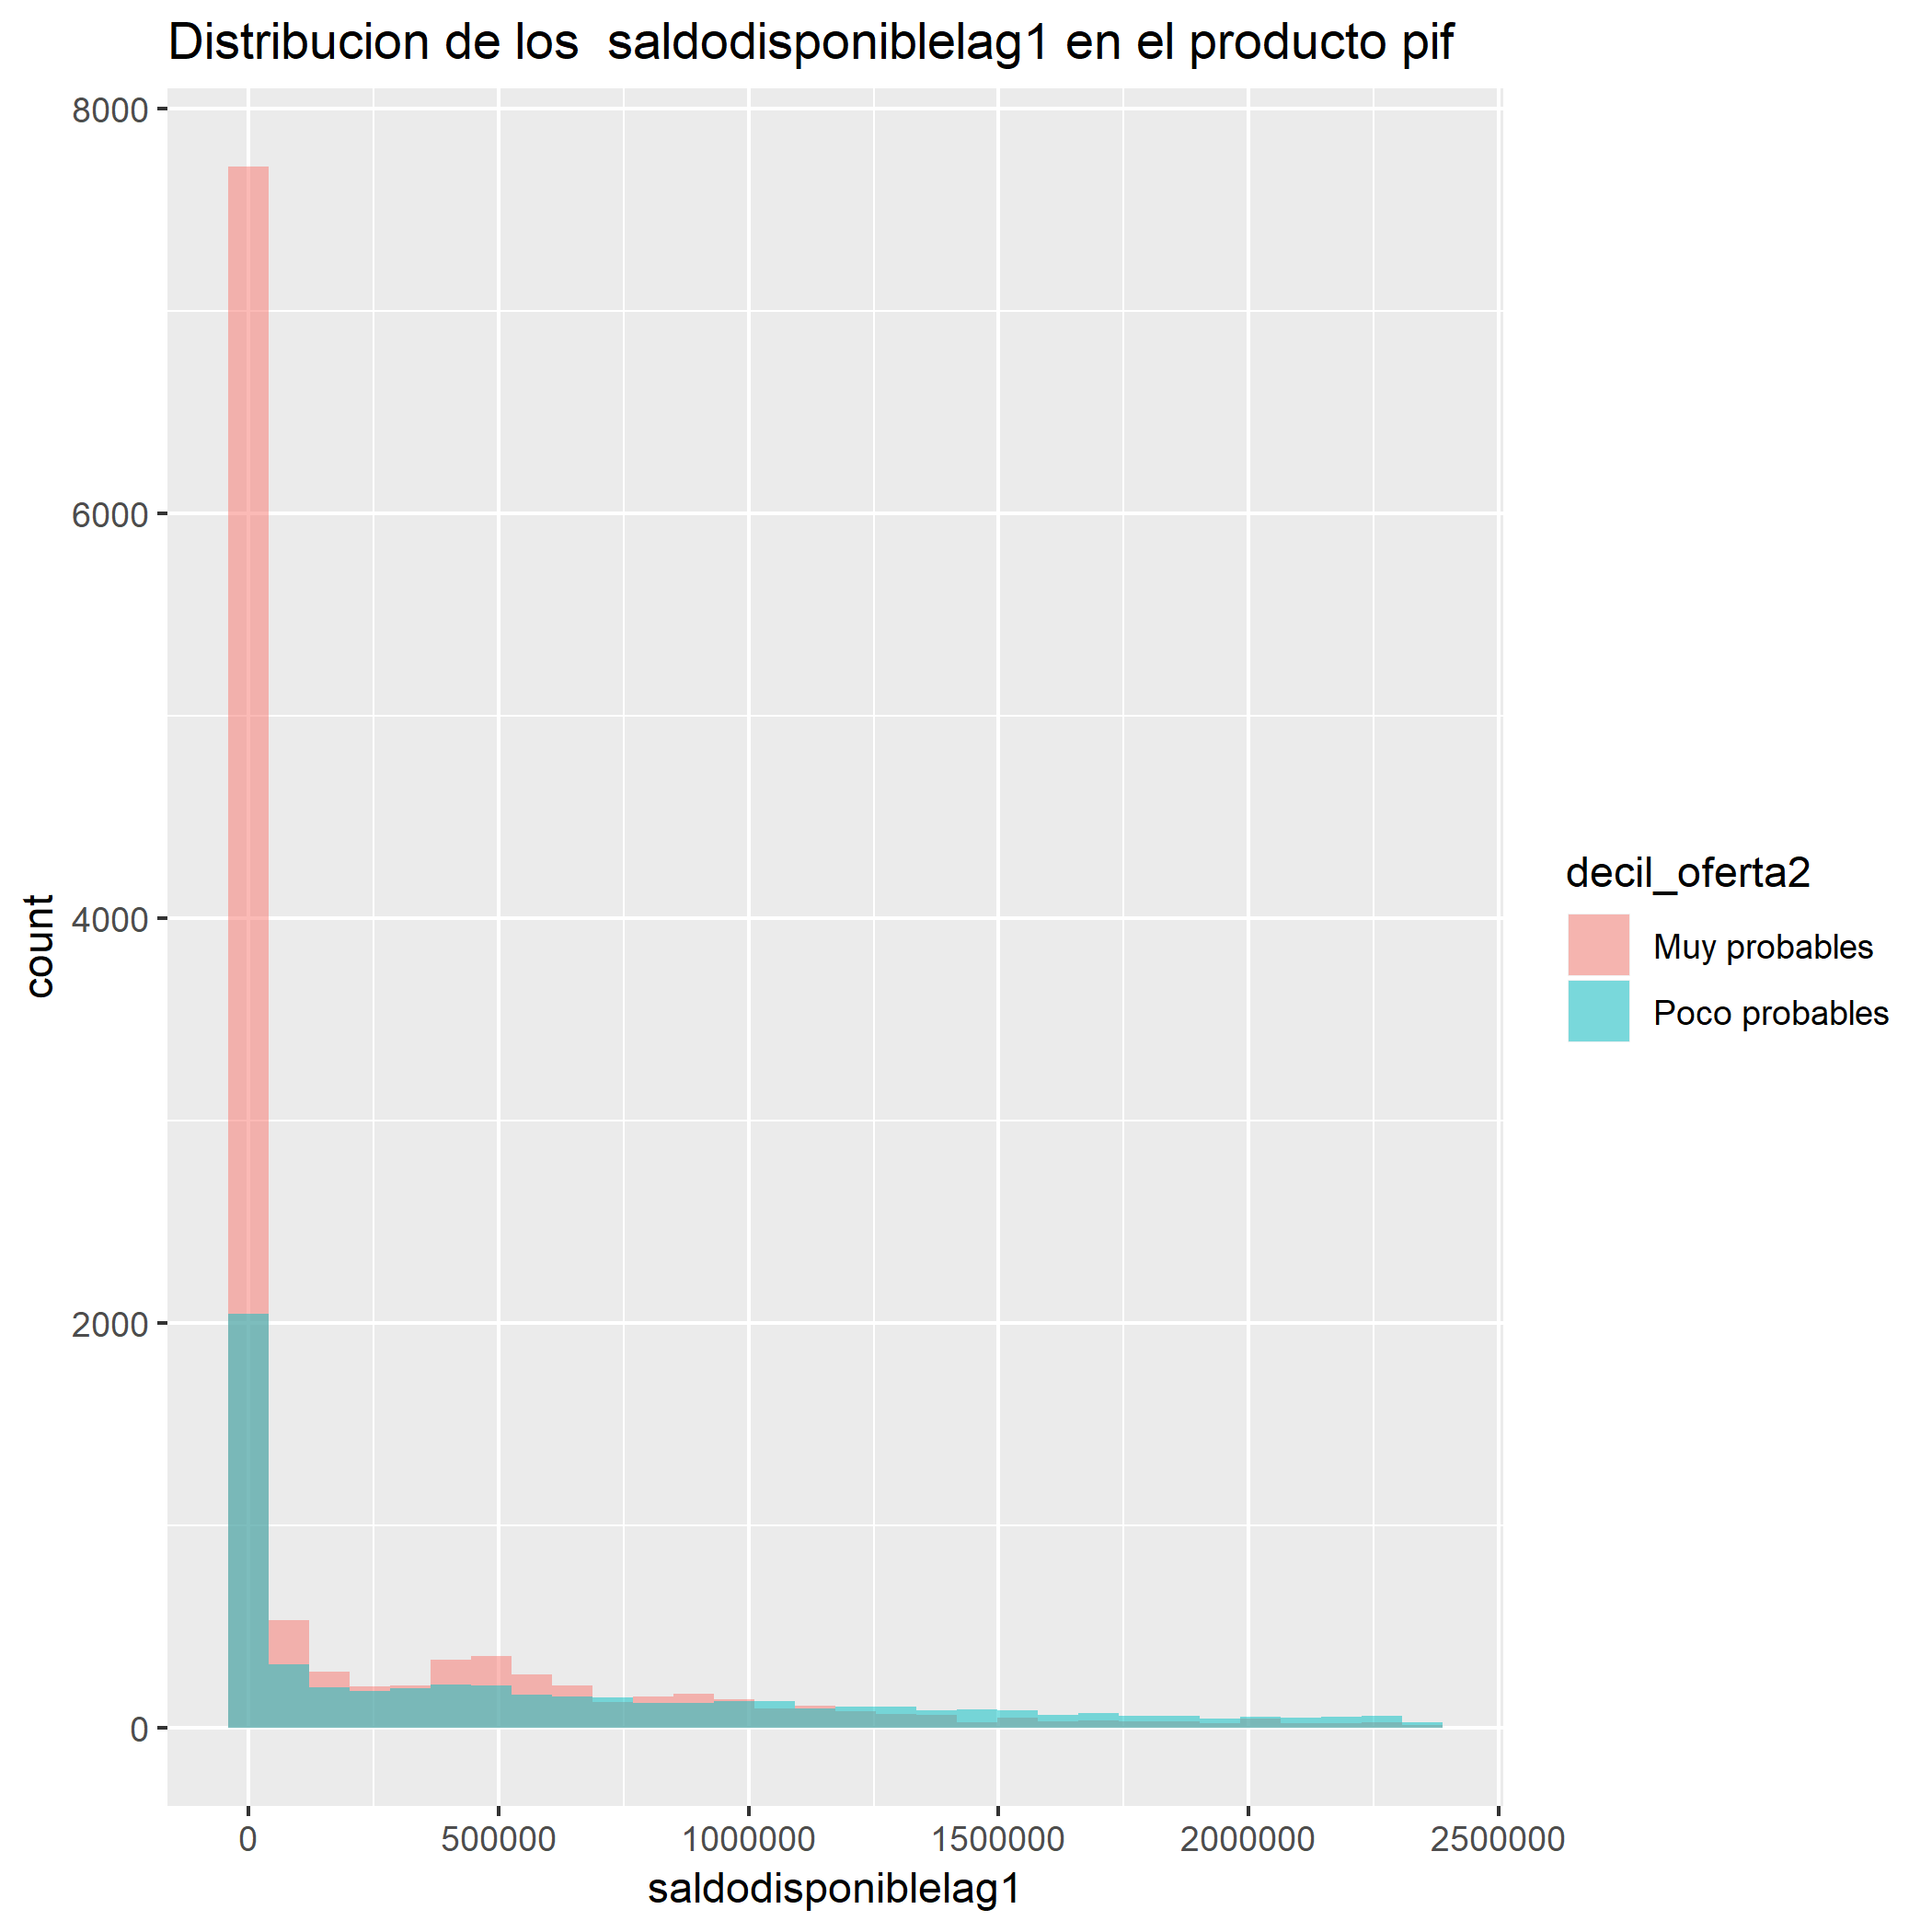 Distribucion de los  saldodisponiblelag1 en el producto pif
8000
6000
4000
2000
0
count
0 500000 1000000 1500000 2000000 2500000
saldodisponiblelag1
decil_oferta2
Muy probables
Poco probables